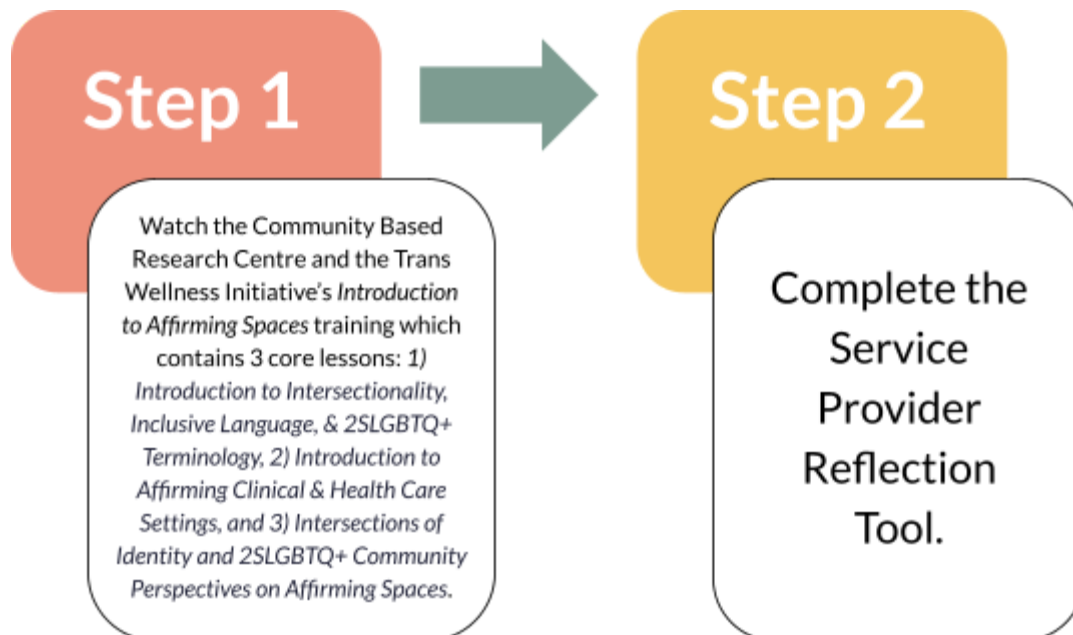 Step 1
Watch the Community Based
Research Centre and the Trans
Wellness Initiative's Introduction
to Affirming Spaces training which
contains 3 core lessons: 1)
Introduction to Intersectionality,
Inclusive Language, & 2SLGBTQ+
Terminology, 2) Introduction to
Affirming Clinical & Health Care
Settings, and 3) Intersections of
Identity and 2SLGBTQ+ Community
Perspectives on Affirming Spaces.
Step 2
Complete the
Service
Provider
Reflection
Tool.